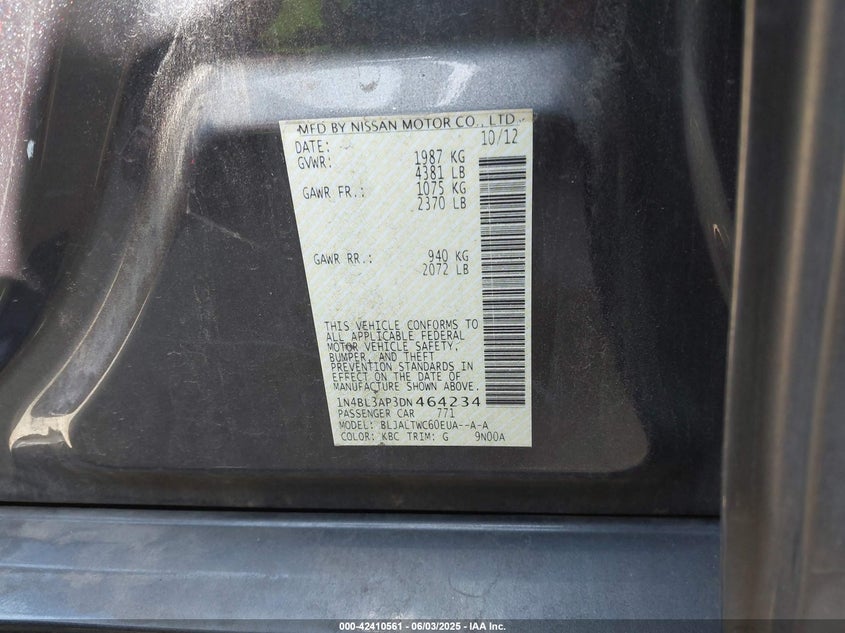 MFD BY NISSAN MOTOR CO., LTD.
DATE: 10/12
GVWR: 1987 KG
4381 LB
GAWR FR.: 1075 KG
2370 LB
GAWR RR.: 940 KG
2072 LB
THIS VEHICLE CONFORMS TO
ALL APPLICABLE FEDERAL
MOTOR VEHICLE SAFETY,
BUMPER, AND THEFT
PREVENTION STANDARDS IN
EFFECT ON THE DATE OF
MANUFACTURE SHOWN ABOVE.
1N4BL3AP3DN464234
PASSENGER CAR 771
MODEL: BLJALTWC60EUA--A-A
COLOR: KBC TRIM: G 9N00A
000-42410561 | 06/03/2025 - IAA Inc.